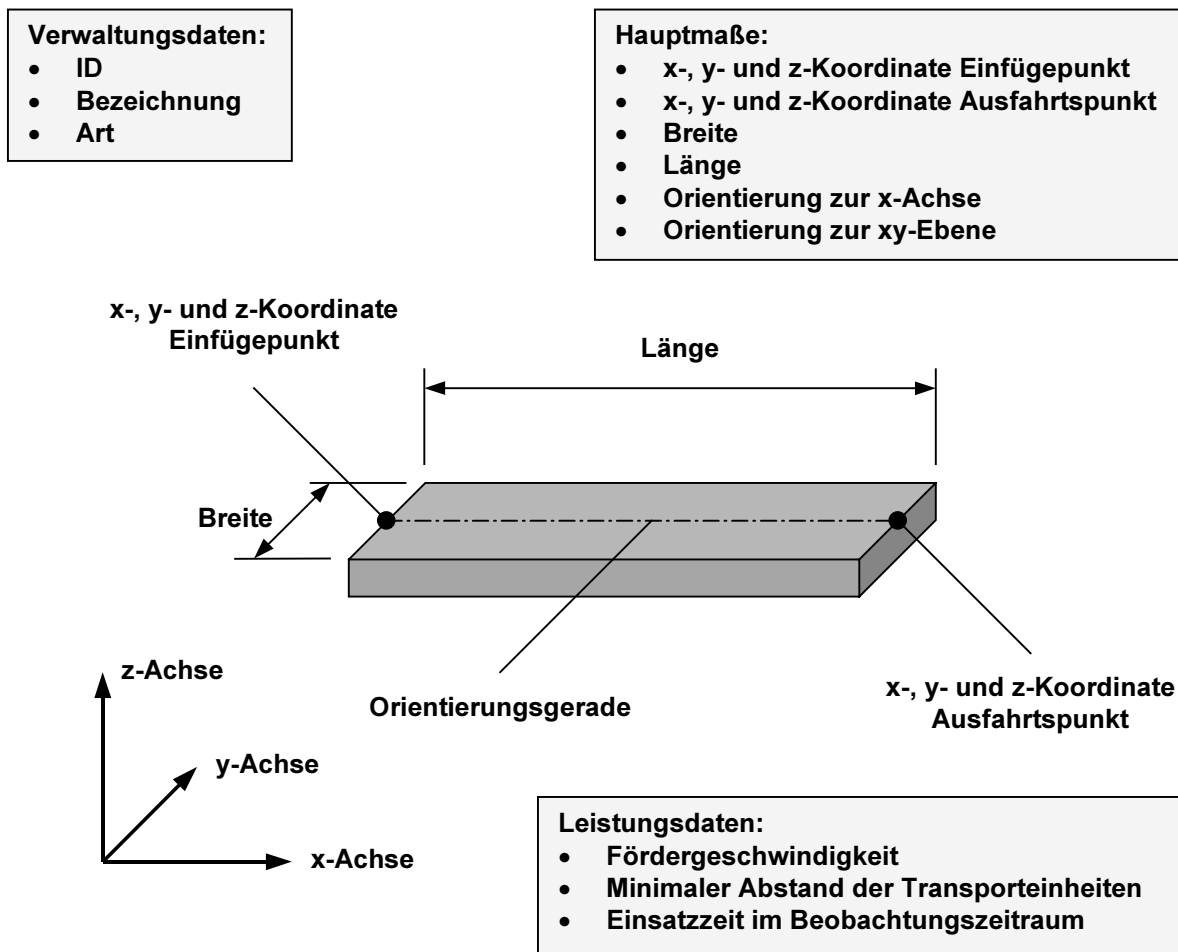 Verwaltungsdaten:
• ID
• Bezeichnung
• Art
Hauptmaße:
• x-, y- und z-Koordinate Einfügepunkt
• x-, y- und z-Koordinate Ausfahrtspunkt
• Breite
• Länge
• Orientierung zur x-Achse
• Orientierung zur xy-Ebene
x-, y- und z-Koordinate
Einfügepunkt
Länge
Breite
z-Achse
y-Achse
x-Achse
Orientierungsgerade
x-, y- und z-Koordinate
Ausfahrtspunkt
Leistungsdaten:
• Fördergeschwindigkeit
• Minimaler Abstand der Transporteinheiten
• Einsatzzeit im Beobachtungszeitraum